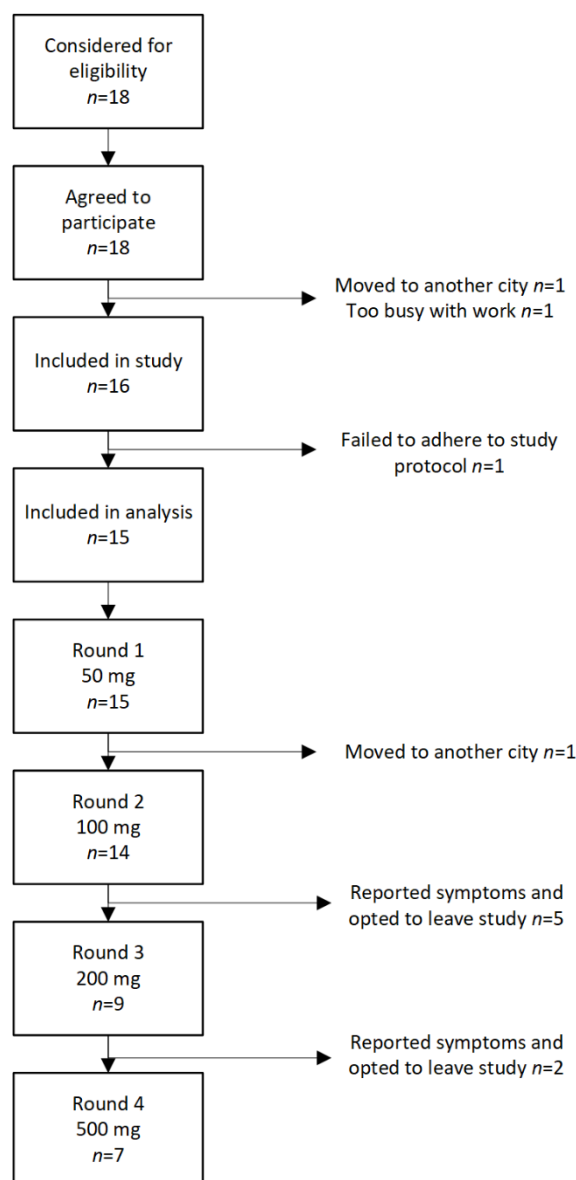 Considered for
eligibility
n=18
Agreed to
participate
n=18
Moved to another city n=1
Too busy with work n=1
Included in study
n=16
Failed to adhere to study
protocol n=1
Included in analysis
n=15
Round 1
50 mg
n=15
Moved to another city n=1
Round 2
100 mg
n=14
Reported symptoms and
opted to leave study n=5
Round 3
200 mg
n=9
Reported symptoms and
opted to leave study n=2
Round 4
500 mg
n=7